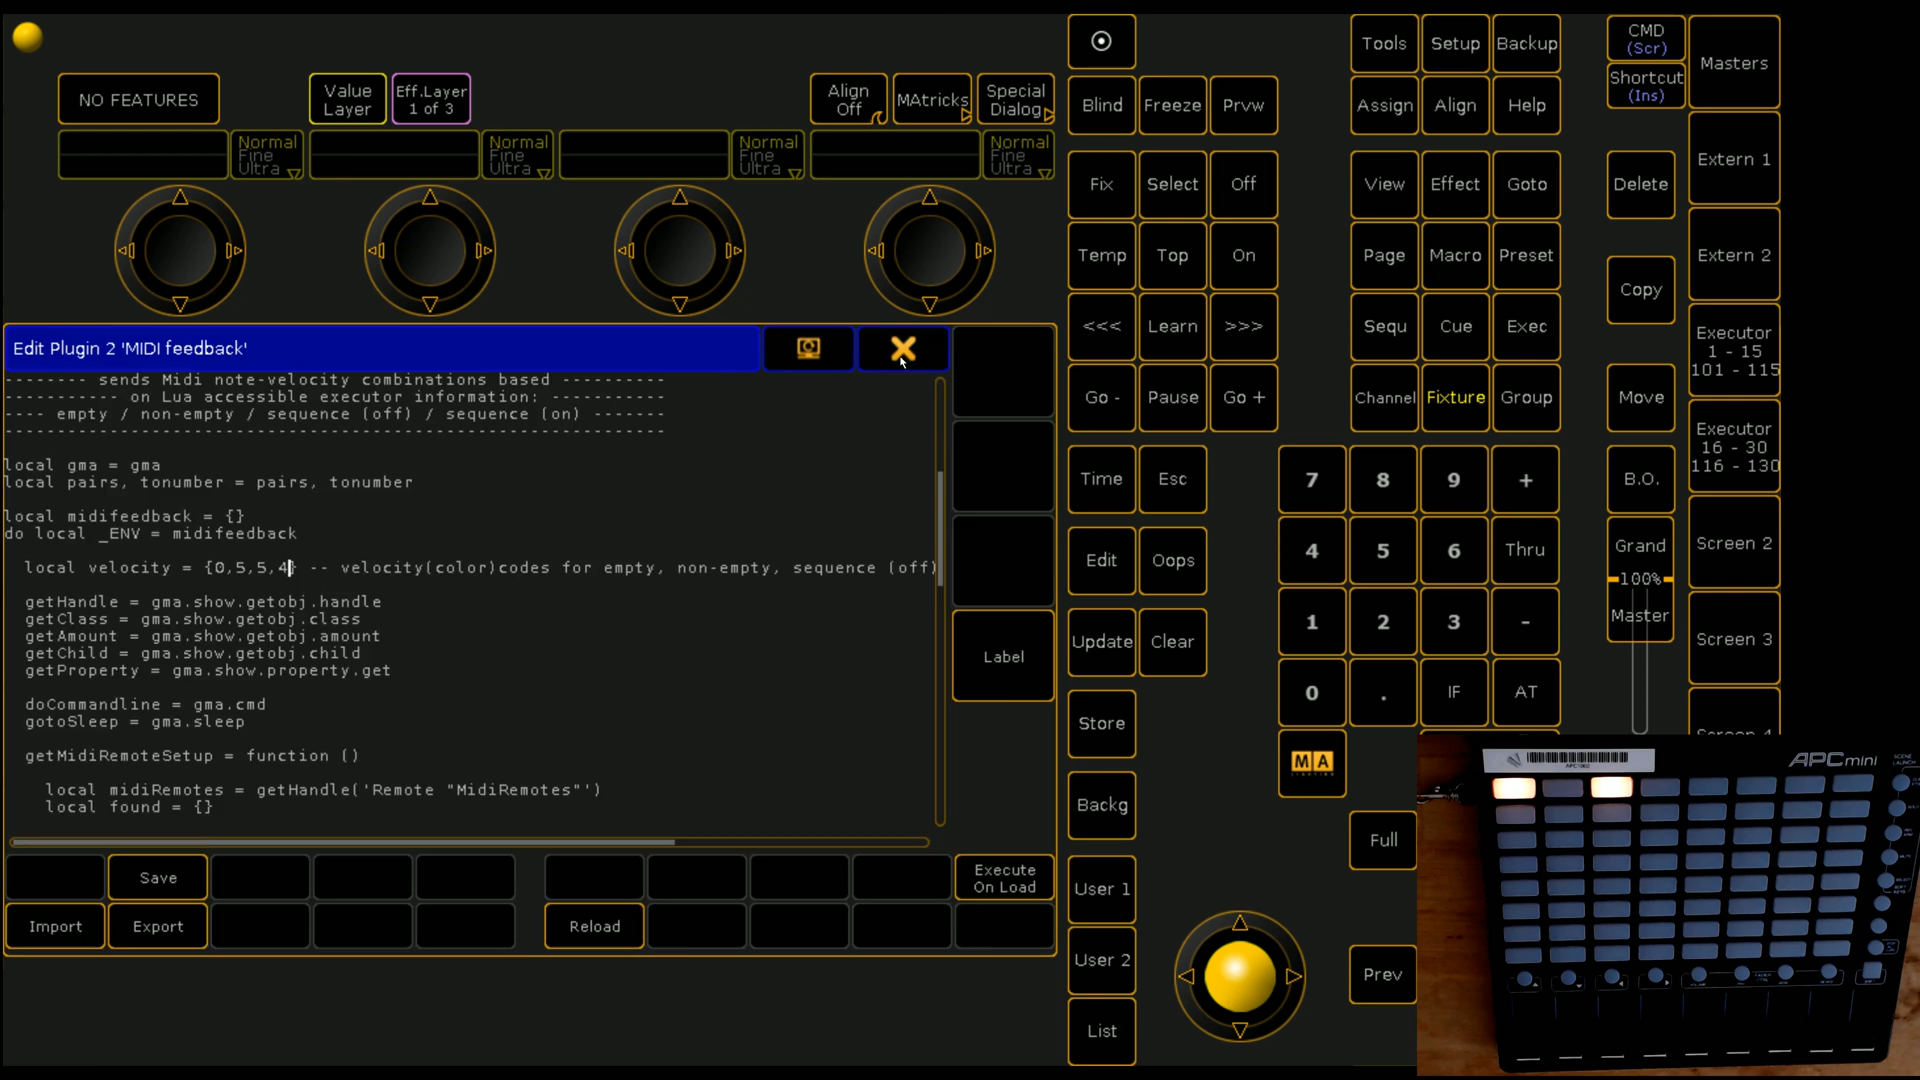 NO FEATURES
Value
Layer
Eff.Layer
1 of 3
Align
Off
MAtricks
Special
Dialog
Normal
Fine
Ultra
Normal
Fine
Ultra
Normal
Fine
Ultra
Normal
Fine
Ultra
Edit Plugin 2 'MIDI feedback'
-------- sends Midi note-velocity combinations based ----------
---------- on Lua accessible executor information: ------------
---- empty / non-empty / sequence (off) / sequence (on) -------
---------------------------------------------------------------
local gma = gma
local pairs, tonumber = pairs, tonumber
local midifeedback = {}
do local _ENV = midifeedback
local velocity = {0,5,5,4} -- velocity(color)codes for empty, non-empty, sequence (off)
getHandle = gma.show.getobj.handle
getClass = gma.show.getobj.class
getAmount = gma.show.getobj.amount
getChild = gma.show.getobj.child
getProperty = gma.show.property.get
doCommandline = gma.cmd
gotoSleep = gma.sleep
getMidiRemoteSetup = function ()
local midiRemotes = getHandle('Remote "MidiRemotes"')
local found = {}
Label
Save
Execute
On Load
Import
Export
Reload
Blind
Freeze
Prvw
Fix
Select
Off
Temp
Top
On
<<<
Learn
>>>
Go -
Pause
Go +
Time
Esc
Edit
Oops
Update
Clear
Store
Backg
User 1
User 2
List
Tools
Setup
Backup
Assign
Align
Help
View
Effect
Goto
Page
Macro
Preset
Sequ
Cue
Exec
Channel
Fixture
Group
7
8
9
+
4
5
6
Thru
1
2
3
-
0
.
IF
AT
MA
Full
Prev
CMD
(Scr)
Shortcut
(Ins)
Delete
Copy
Move
B.O.
Grand
100%
Master
Masters
Extern 1
Extern 2
Executor
1 - 15
101 - 115
Executor
16 - 30
116 - 130
Screen 2
Screen 3
Screen 4
APC mini